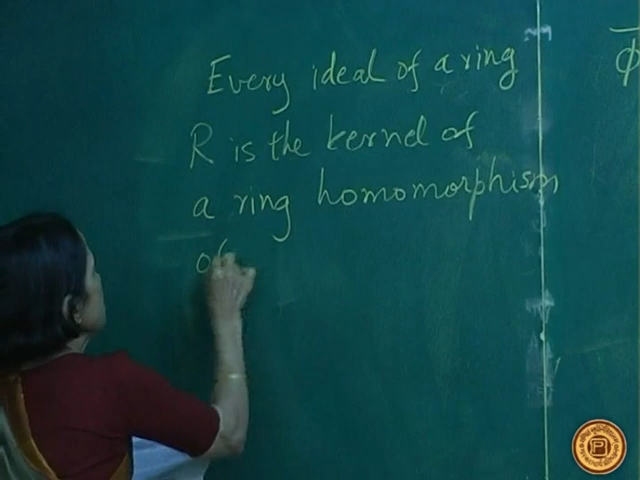 Every ideal of a ring
R is the kernel of
a ring homomorphism
of
ϕ